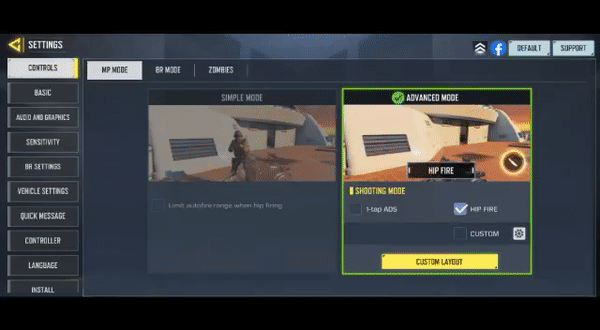 SETTINGS
DEFAULT
SUPPORT
CONTROLS
BASIC
AUDIO AND GRAPHICS
SENSITIVITY
BR SETTINGS
VEHICLE SETTINGS
QUICK MESSAGE
CONTROLLER
LANGUAGE
INSTALL
MP MODE
BR MODE
ZOMBIES
SIMPLE MODE
Limit autofire range when hip firing.
ADVANCED MODE
HIP FIRE
SHOOTING MODE
1-tap ADS
HIP FIRE
CUSTOM
CUSTOM LAYOUT